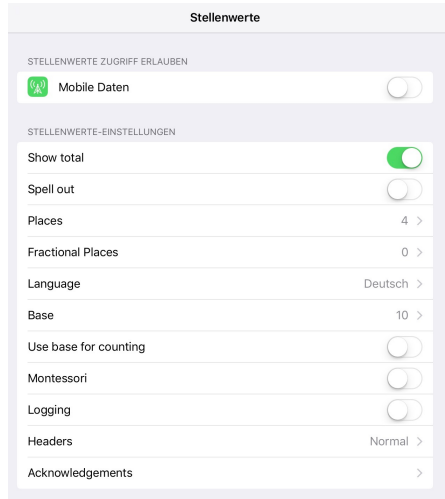 Stellenwerte
STELLENWERTE ZUGRIFF ERLAUBEN
Mobile Daten
STELLENWERTE-EINSTELLUNGEN
Show total
Spell out
Places 4
Fractional Places 0
Language Deutsch
Base 10
Use base for counting
Montessori
Logging
Headers Normal
Acknowledgements